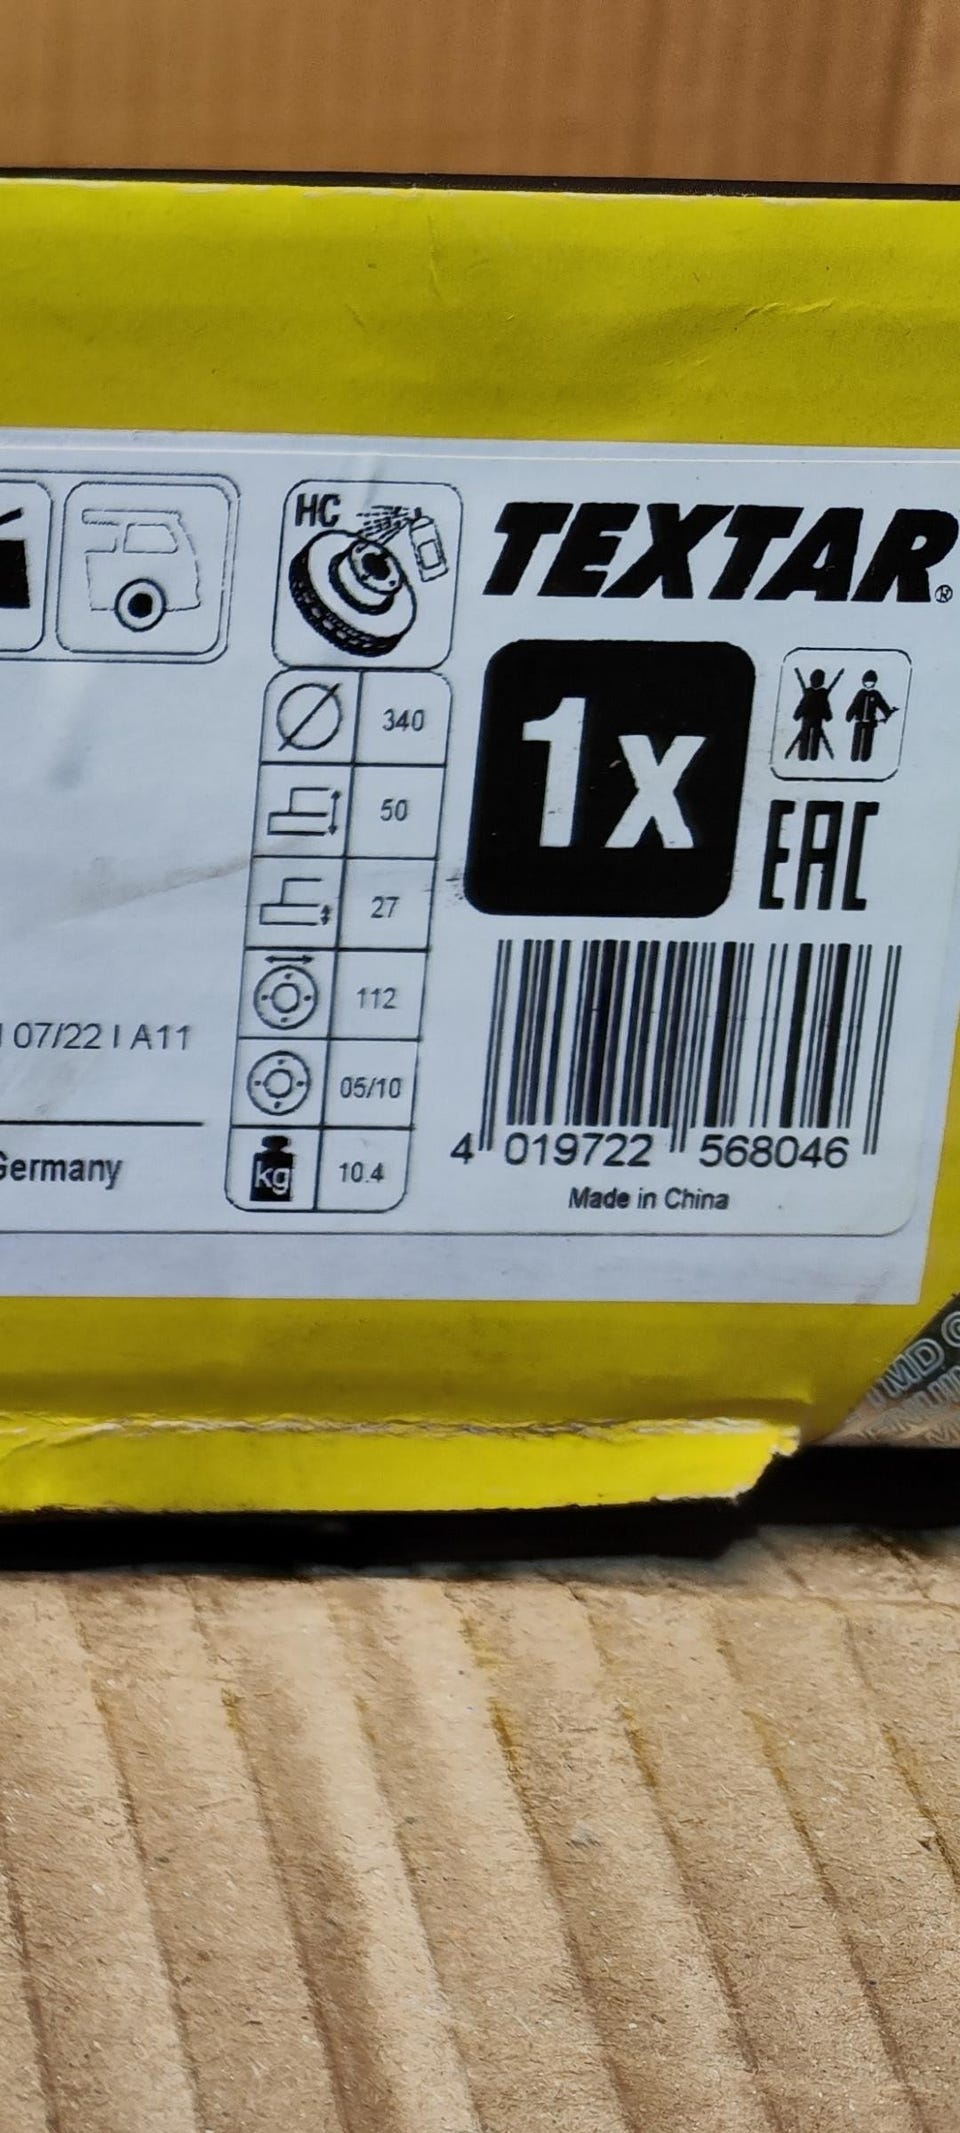 HC
TEXTAR®
340
1x
50
EAC
27
112
07/22 I A11
05/10
Germany
kg
10.4
4 019722 568046
Made in China
TMD